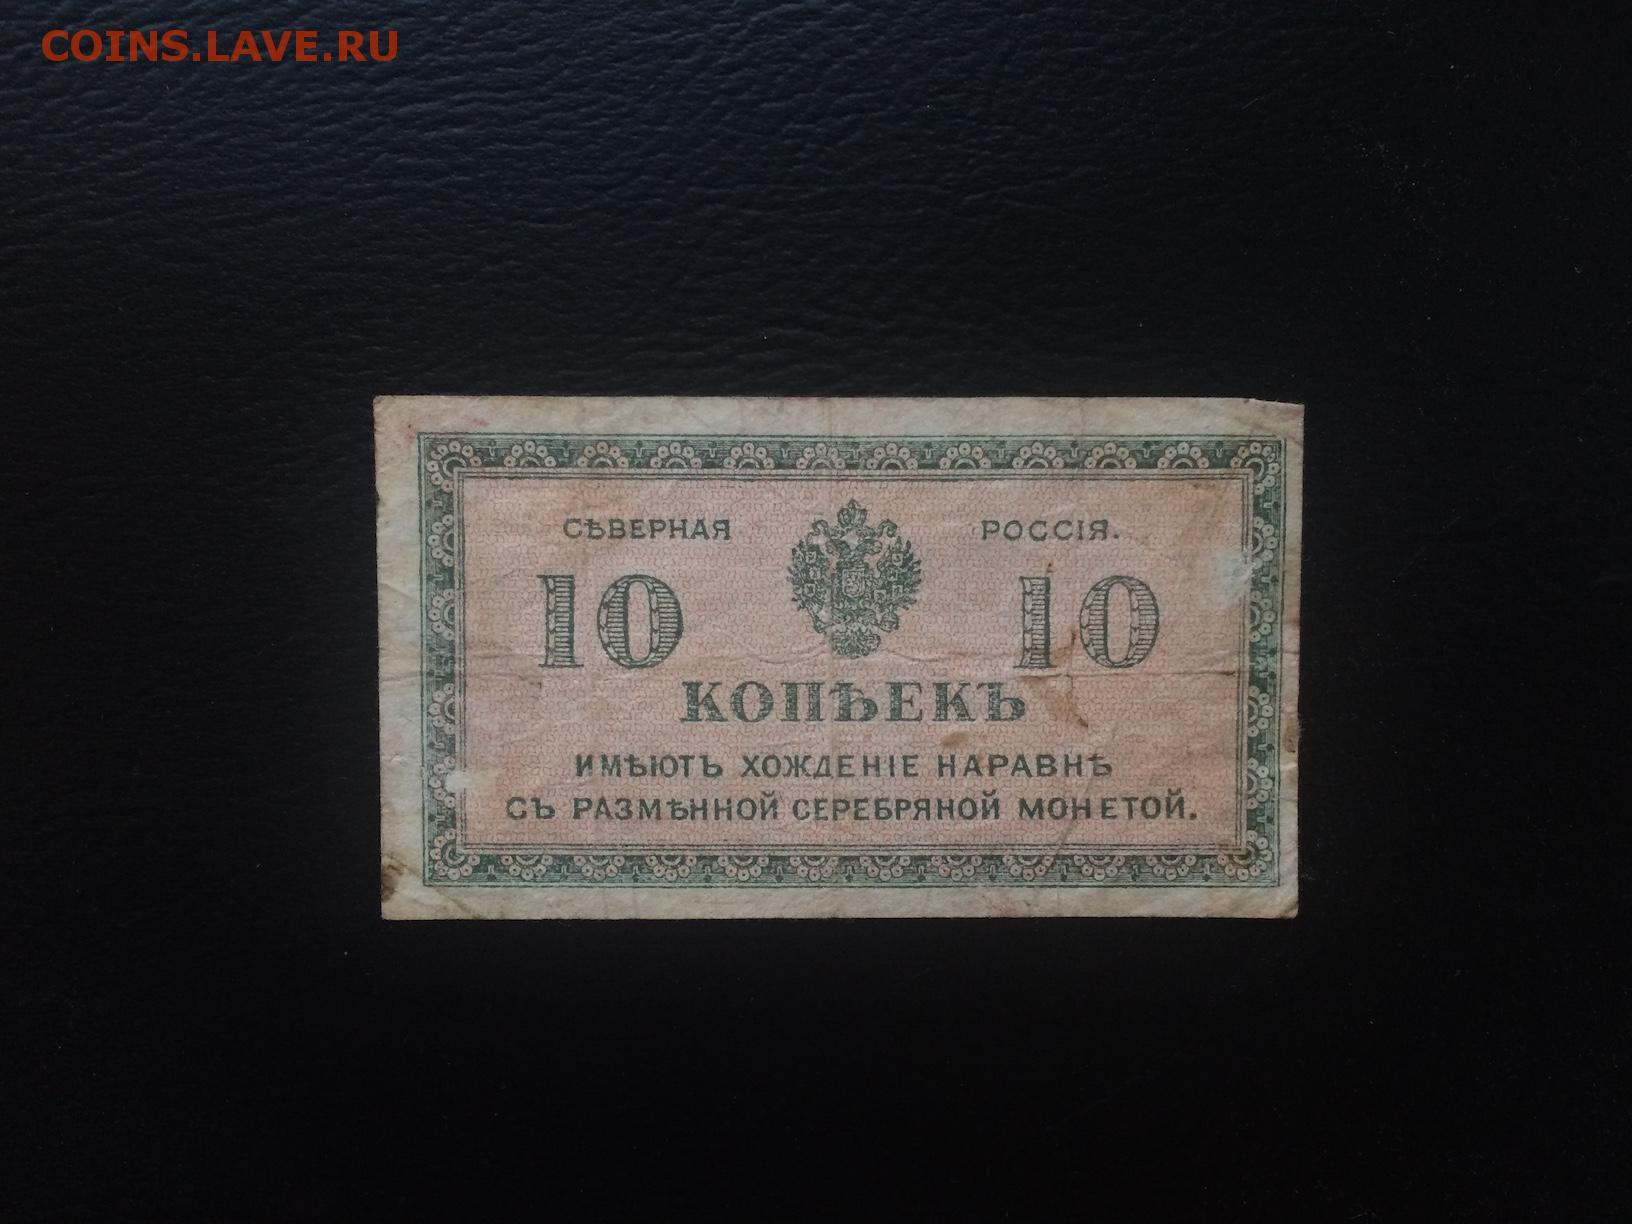 COINS.LAVE.RU
СѢВЕРНАЯ РОССІЯ.
10 10
КОПѢЕКЪ
ИМѢЮТЪ ХОЖДЕНІЕ НАРАВНѢ
СЪ РАЗМѢННОЙ СЕРЕБРЯНОЙ МОНЕТОЙ.